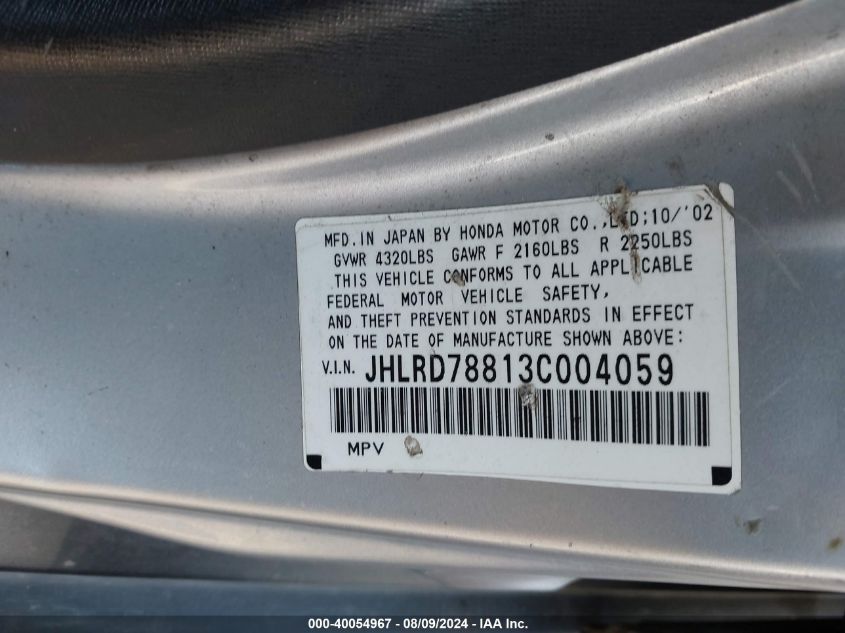 MFD.IN JAPAN BY HONDA MOTOR CO.,LTD;10/'02
GVWR 4320LBS GAWR F 2160LBS R 2250LBS
THIS VEHICLE CONFORMS TO ALL APPLICABLE
FEDERAL MOTOR VEHICLE SAFETY,
AND THEFT PREVENTION STANDARDS IN EFFECT
ON THE DATE OF MANUFACTURE SHOWN ABOVE:
V.I.N. JHLRD78813C004059
MPV
000-40054967 - 08/09/2024 - IAA Inc.